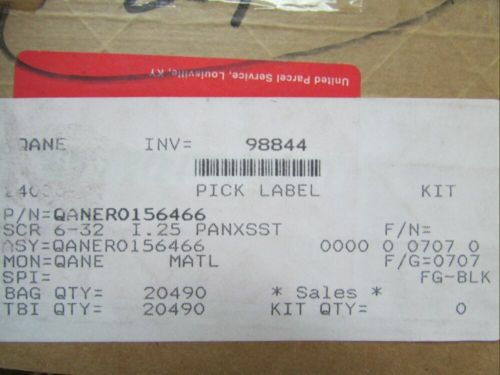 United Parcel Service, Louisville, KY
QANE INV= 98844
PICK LABEL KIT
P/N=QANER0156466
SCR 6-32 1.25 PANXSST F/N=
ASY=QANER0156466 0000 0 0707 0
MON=QANE MATL F/G=0707
SPI= FG-BLK
BAG QTY= 20490 * Sales *
TBI QTY= 20490 KIT QTY= 0